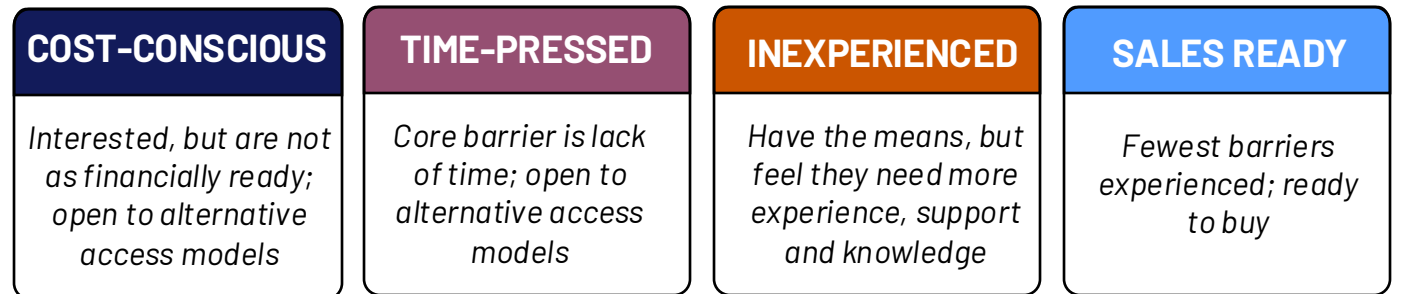 COST-CONSCIOUS
Interested, but are not
as financially ready;
open to alternative
access models
TIME-PRESSED
Core barrier is lack
of time; open to
alternative access
models
INEXPERIENCED
Have the means, but
feel they need more
experience, support
and knowledge
SALES READY
Fewest barriers
experienced; ready
to buy